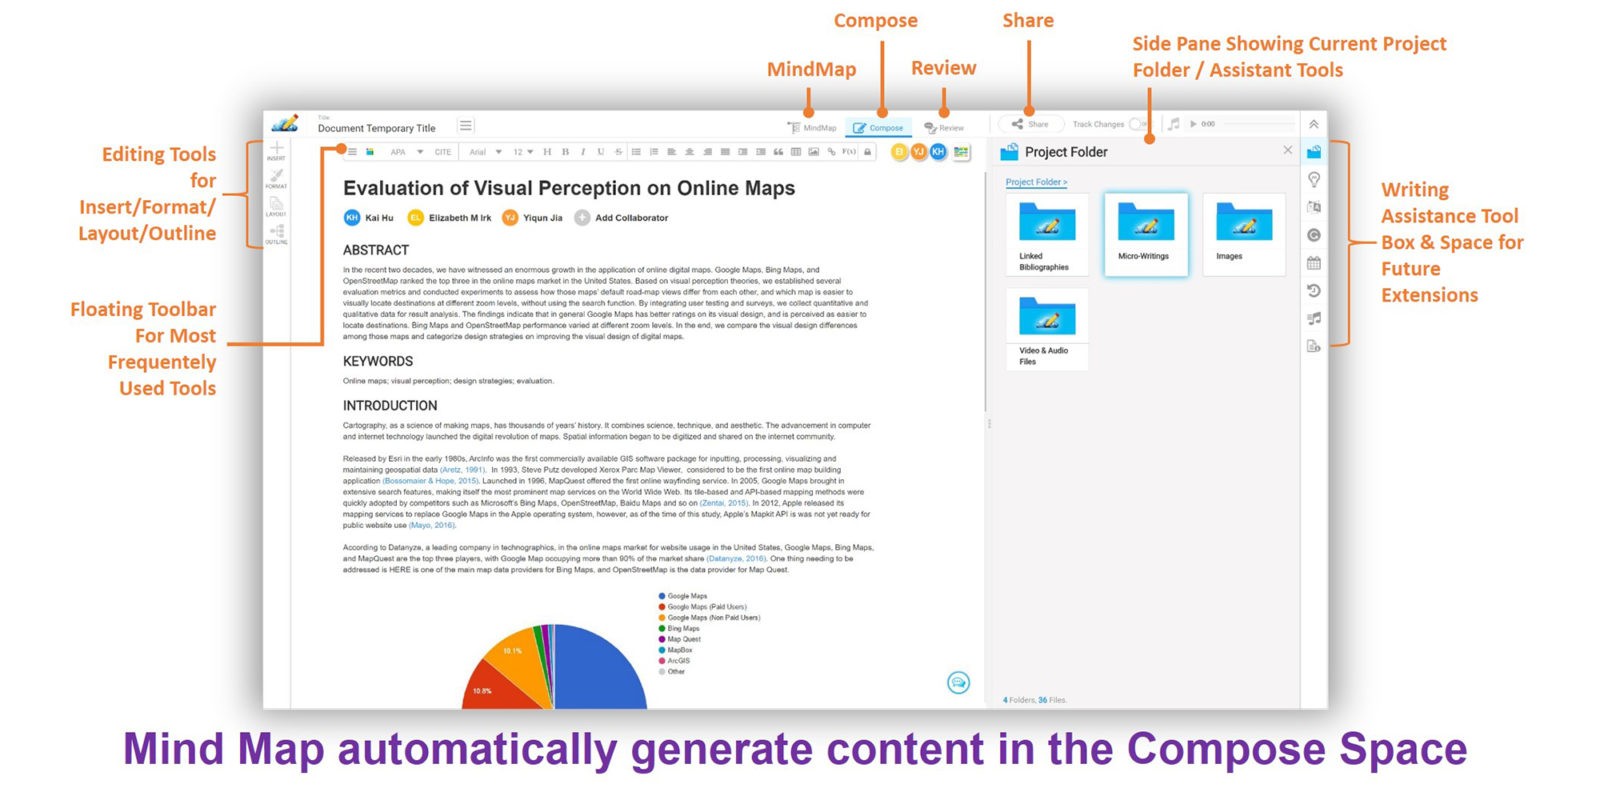 Compose
Share
MindMap
Review
Side Pane Showing Current Project
Folder / Assistant Tools
Title
Document Temporary Title
MindMap
Compose
Review
Share
Track Changes
0:00
Editing Tools
for
Insert/Format/
Layout/Outline
INSERT
FORMAT
LAYOUT
OUTLINE
APA
CITE
Arial
12
H B I U S
F(x)
EI YJ KH
Project Folder
Project Folder >
Linked
Bibliographies
Micro-Writings
Images
Video & Audio
Files
4 Folders, 36 Files.
Writing
Assistance Tool
Box & Space for
Future
Extensions
Floating Toolbar
For Most
Frequentely
Used Tools
Evaluation of Visual Perception on Online Maps
KH Kai Hu EL Elizabeth M Irk YJ Yiqun Jia Add Collaborator
ABSTRACT
In the recent two decades, we have witnessed an enormous growth in the application of online digital maps. Google Maps, Bing Maps, and
OpenStreetMap ranked the top three in the online maps market in the United States. Based on visual perception theories, we established several
evaluation metrics and conducted experiments to assess how those maps' default road-map views differ from each other, and which map is easier to
visually locate destinations at different zoom levels, without using the search function. By integrating user testing and surveys, we collect quantitative and
qualitative data for result analysis. The findings indicate that in general Google Maps has better ratings on its visual design, and is perceived as easier to
locate destinations. Bing Maps and OpenStreetMap performance varied at different zoom levels. In the end, we compare the visual design differences
among those maps and categorize design strategies on improving the visual design of digital maps.
KEYWORDS
Online maps; visual perception; design strategies; evaluation.
INTRODUCTION
Cartography, as a science of making maps, has thousands of years' history. It combines science, technique, and aesthetic. The advancement in computer
and internet technology launched the digital revolution of maps. Spatial information began to be digitized and shared on the internet community.
Released by Esri in the early 1980s, ArcInfo was the first commercially available GIS software package for inputting, processing, visualizing and
maintaining geospatial data (Aretz, 1991). In 1993, Steve Putz developed Xerox Parc Map Viewer, considered to be the first online map building
application (Bossomaier & Hope, 2015). Launched in 1996, MapQuest offered the first online wayfinding service. In 2005, Google Maps brought in
extensive search features, making itself the most prominent map services on the World Wide Web. Its tile-based and API-based mapping methods were
quickly adopted by competitors such as Microsoft's Bing Maps, OpenStreetMap, Baidu Maps and so on (Zentai, 2015). In 2012, Apple released its
mapping services to replace Google Maps in the Apple operating system, however, as of the time of this study, Apple's Mapkit API is was not yet ready for
public website use (Mayo, 2016).
According to Datanyze, a leading company in technographics, in the online maps market for website usage in the United States, Google Maps, Bing Maps,
and MapQuest are the top three players, with Google Map occupying more than 90% of the market share (Datanyze, 2016). One thing needing to be
addressed is HERE is one of the main map data providers for Bing Maps, and OpenStreetMap is the data provider for Map Quest.
Google Maps
Google Maps (Paid Users)
Google Maps (Non Paid Users)
Bing Maps
Map Quest
MapBox
ArcGIS
Other
10.1%
10.8%
Mind Map automatically generate content in the Compose Space